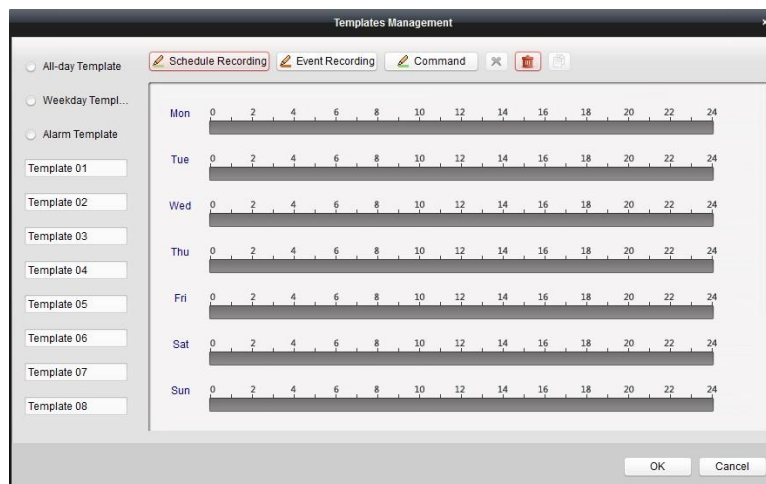 Templates Management
All-day Template
Weekday Templ...
Alarm Template
Template 01
Template 02
Template 03
Template 04
Template 05
Template 06
Template 07
Template 08
Schedule Recording Event Recording Command
Mon 0 2 4 6 8 10 12 14 16 18 20 22 24
Tue 0 2 4 6 8 10 12 14 16 18 20 22 24
Wed 0 2 4 6 8 10 12 14 16 18 20 22 24
Thu 0 2 4 6 8 10 12 14 16 18 20 22 24
Fri 0 2 4 6 8 10 12 14 16 18 20 22 24
Sat 0 2 4 6 8 10 12 14 16 18 20 22 24
Sun 0 2 4 6 8 10 12 14 16 18 20 22 24
OK Cancel